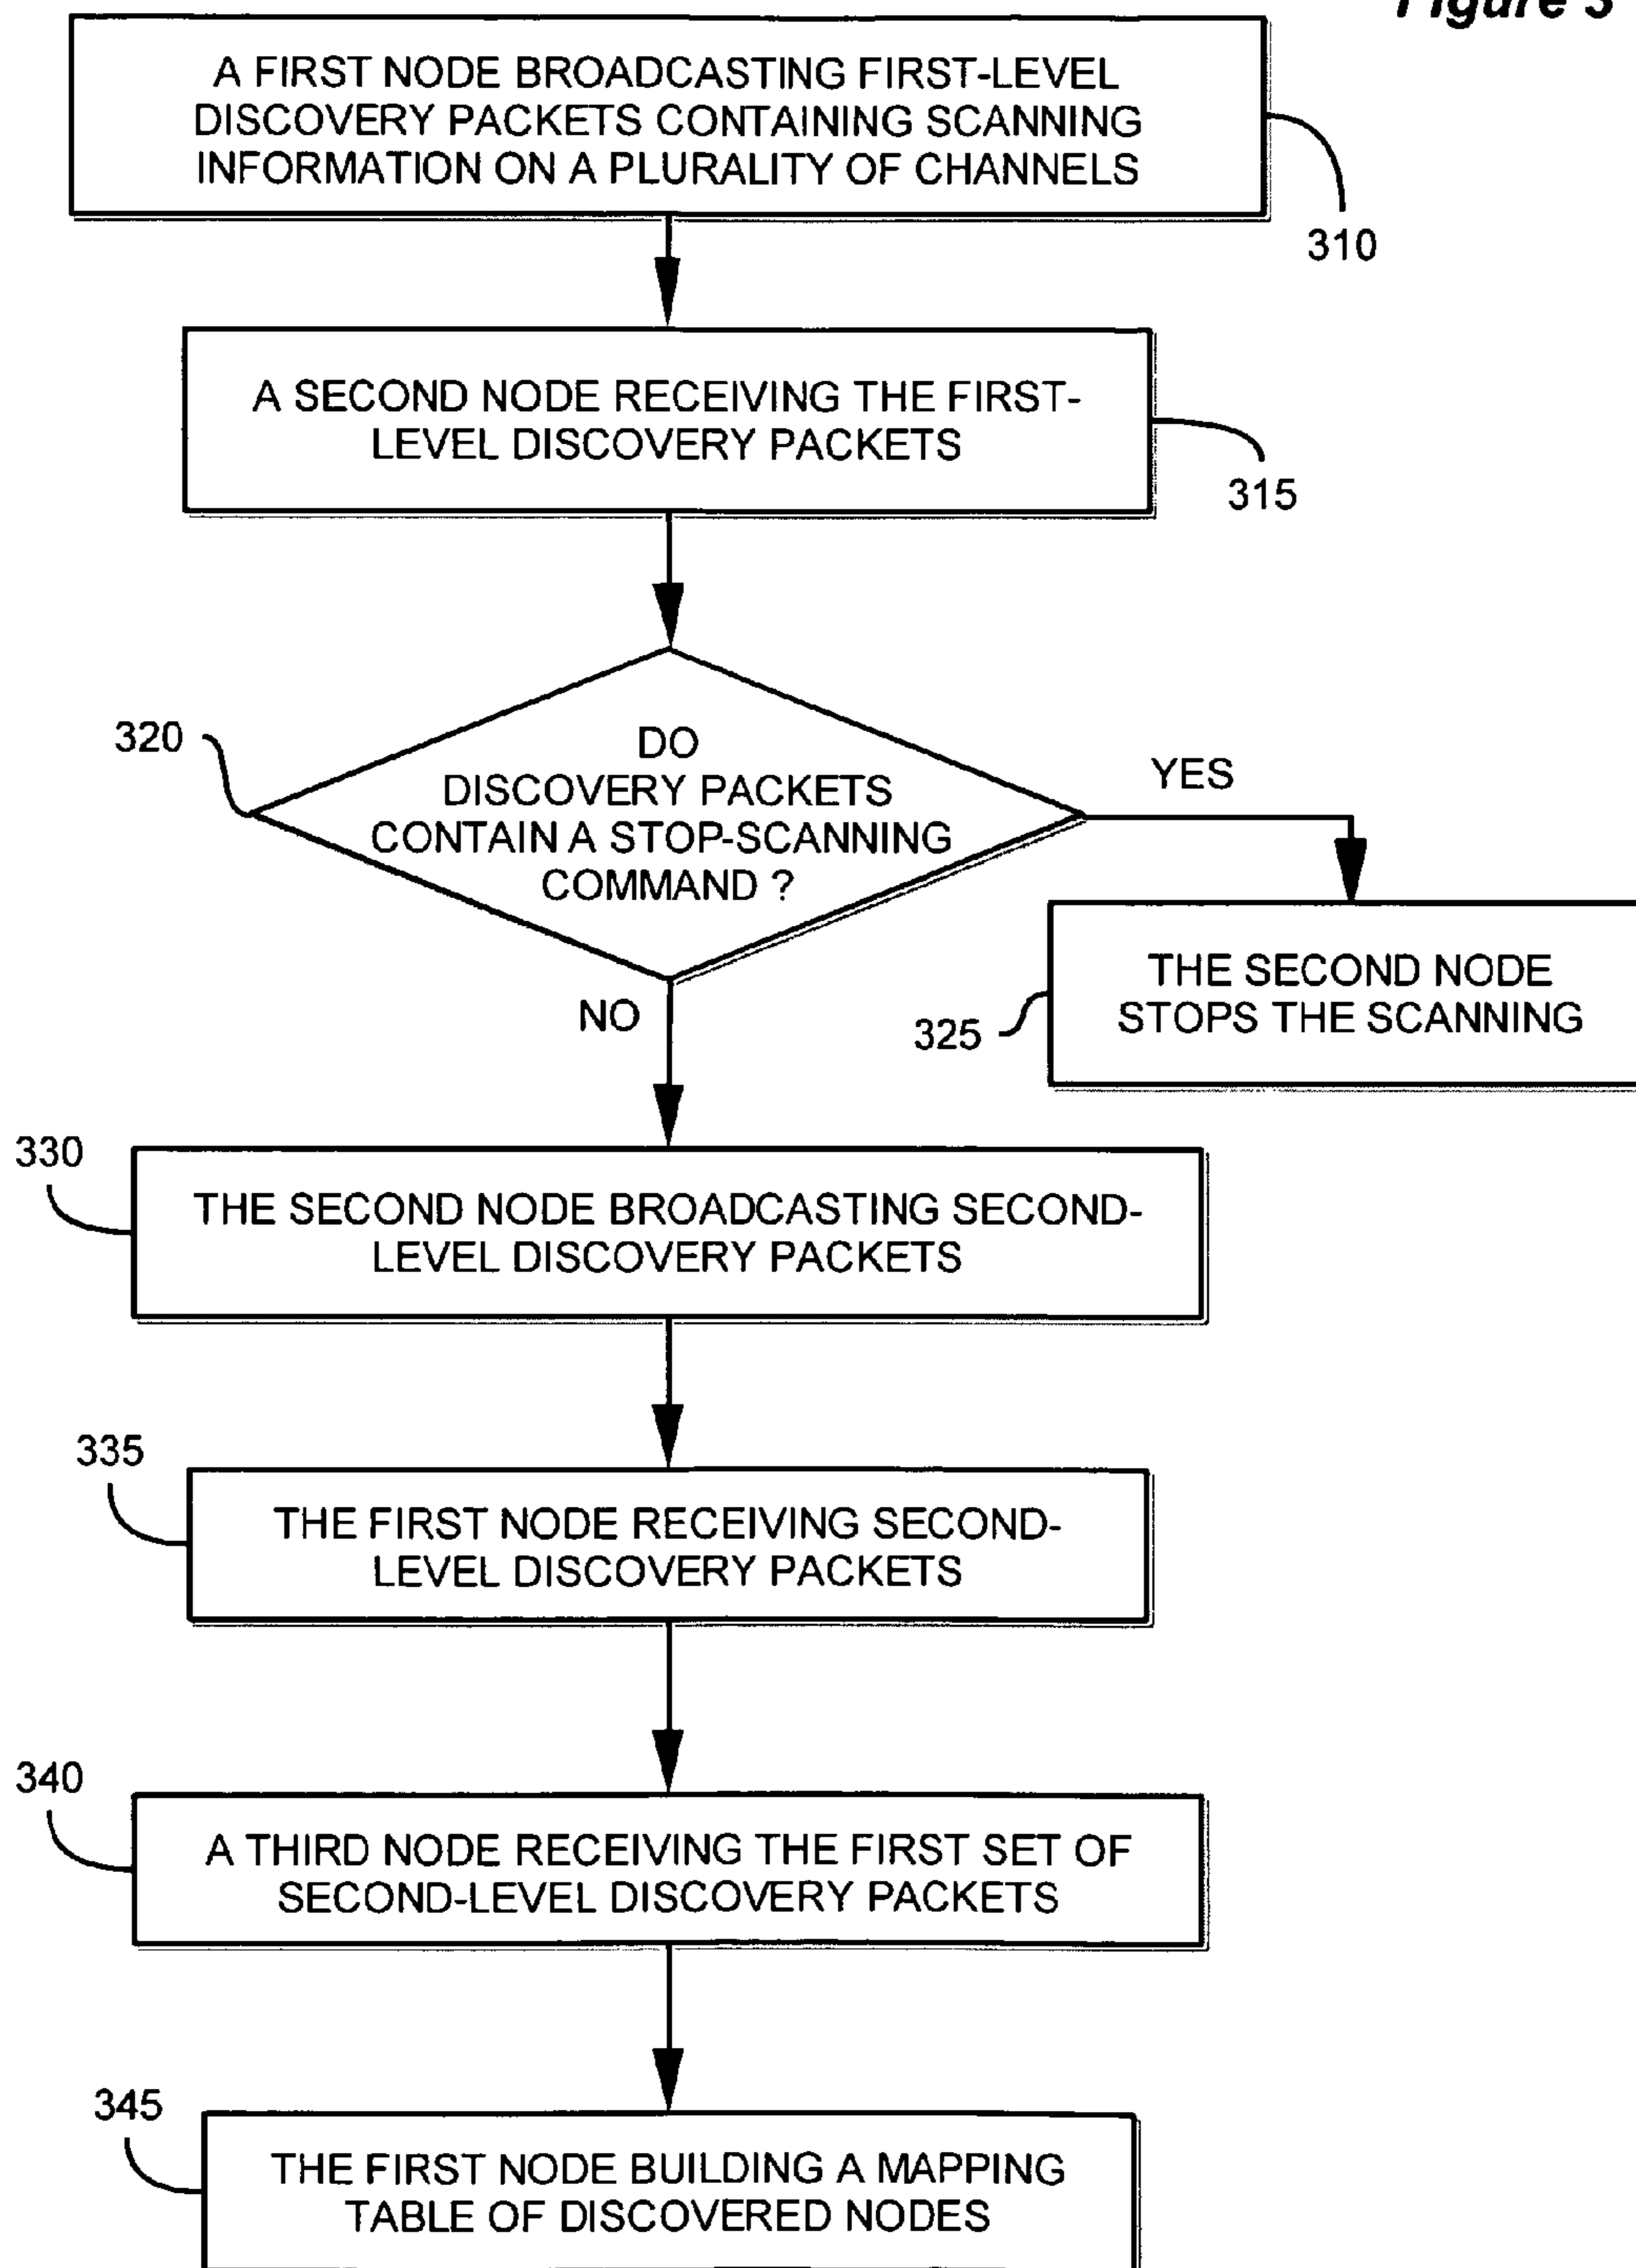 Figure 3
A FIRST NODE BROADCASTING FIRST-LEVEL
DISCOVERY PACKETS CONTAINING SCANNING
INFORMATION ON A PLURALITY OF CHANNELS
310
A SECOND NODE RECEIVING THE FIRST-
LEVEL DISCOVERY PACKETS
315
320
DO
DISCOVERY PACKETS
CONTAIN A STOP-SCANNING
COMMAND ?
YES
NO
THE SECOND NODE
STOPS THE SCANNING
325
330
THE SECOND NODE BROADCASTING SECOND-
LEVEL DISCOVERY PACKETS
335
THE FIRST NODE RECEIVING SECOND-
LEVEL DISCOVERY PACKETS
340
A THIRD NODE RECEIVING THE FIRST SET OF
SECOND-LEVEL DISCOVERY PACKETS
345
THE FIRST NODE BUILDING A MAPPING
TABLE OF DISCOVERED NODES